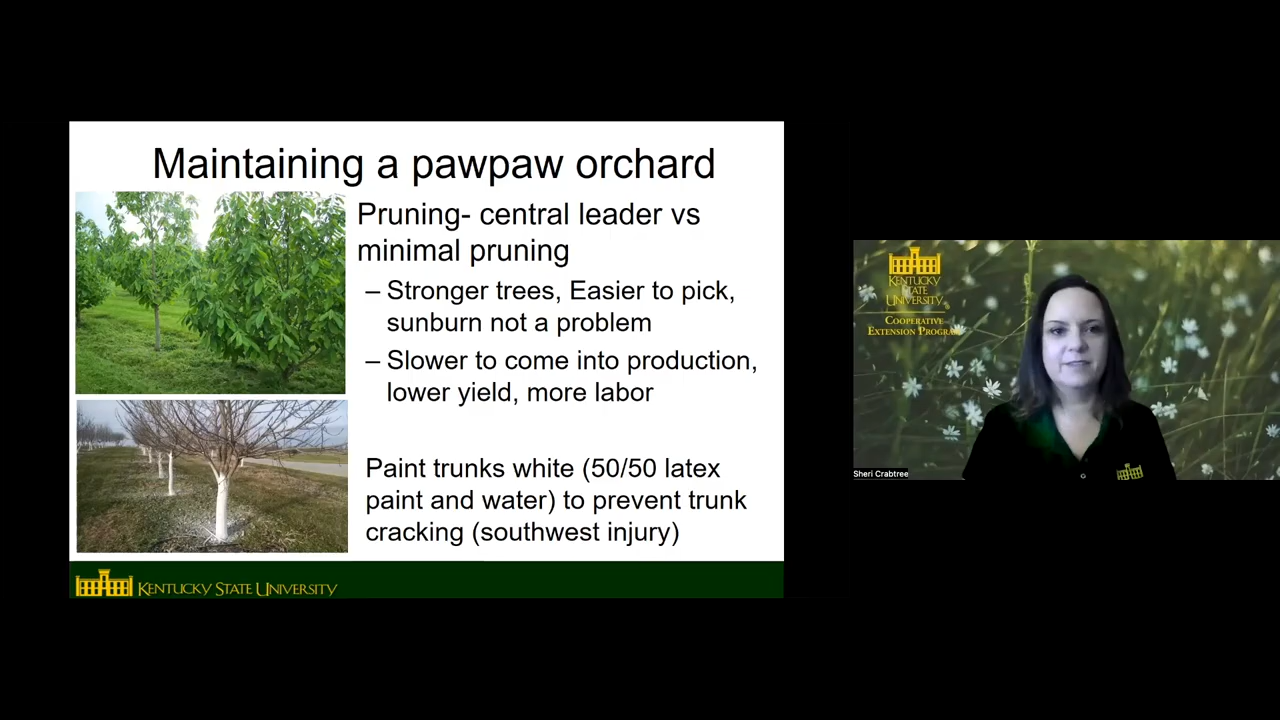 Maintaining a pawpaw orchard
Pruning- central leader vs
minimal pruning
– Stronger trees, Easier to pick,
sunburn not a problem
– Slower to come into production,
lower yield, more labor
Paint trunks white (50/50 latex
paint and water) to prevent trunk
cracking (southwest injury)
KENTUCKY STATE UNIVERSITY
KENTUCKY
STATE
UNIVERSITY
COOPERATIVE
EXTENSION PROGRAM
Sheri Crabtree